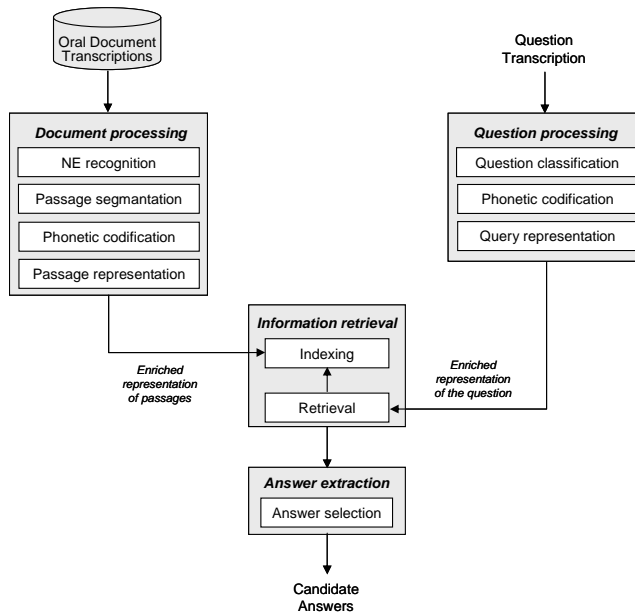 Oral Document
Transcriptions
Question
Transcription
Document processing
NE recognition
Passage segmantation
Phonetic codification
Passage representation
Question processing
Question classification
Phonetic codification
Query representation
Information retrieval
Indexing
Retrieval
Enriched
representation
of passages
Enriched
representation
of the question
Answer extraction
Answer selection
Candidate
Answers